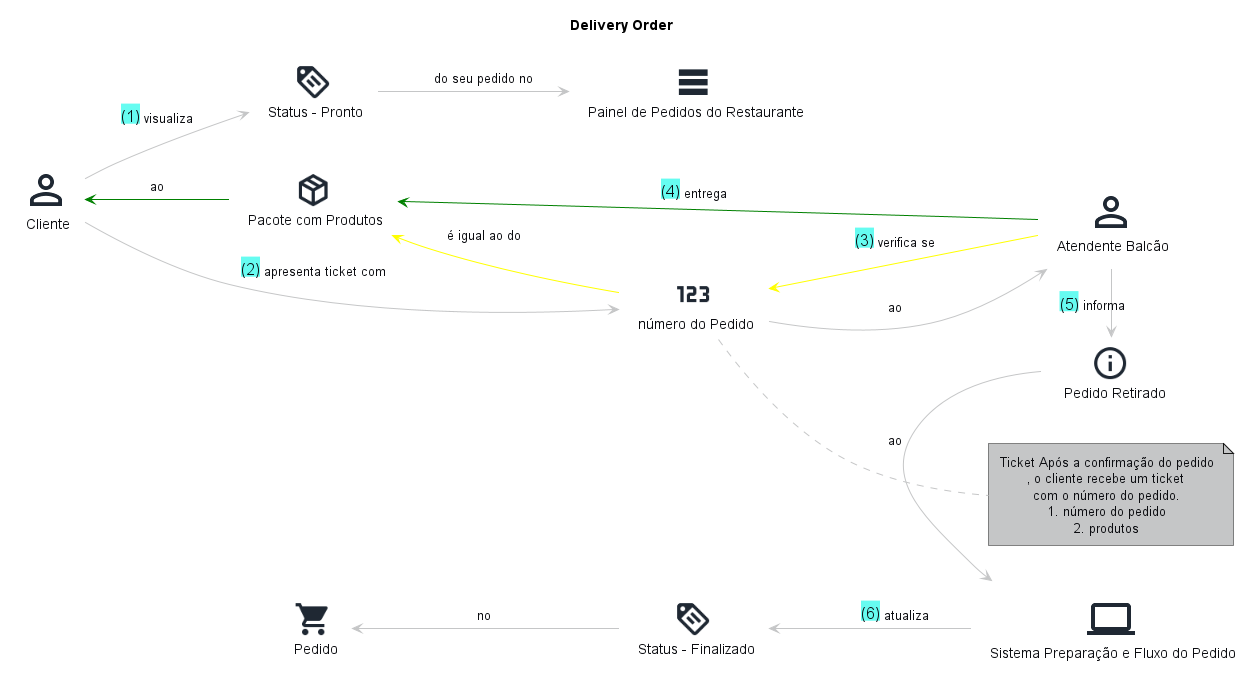 Delivery Order
do seu pedido no
Status - Pronto
Painel de Pedidos do Restaurante
(1) visualiza
ao
(4) entrega
Cliente
Pacote com Produtos
é igual ao do
(3) verifica se
Atendente Balcão
(2) apresenta ticket com
123
ao
(5) informa
número do Pedido
Pedido Retirado
ao
Ticket Após a confirmação do pedido
, o cliente recebe um ticket
com o número do pedido.
1. número do pedido
2. produtos
no
(6) atualiza
Pedido
Status - Finalizado
Sistema Preparação e Fluxo do Pedido